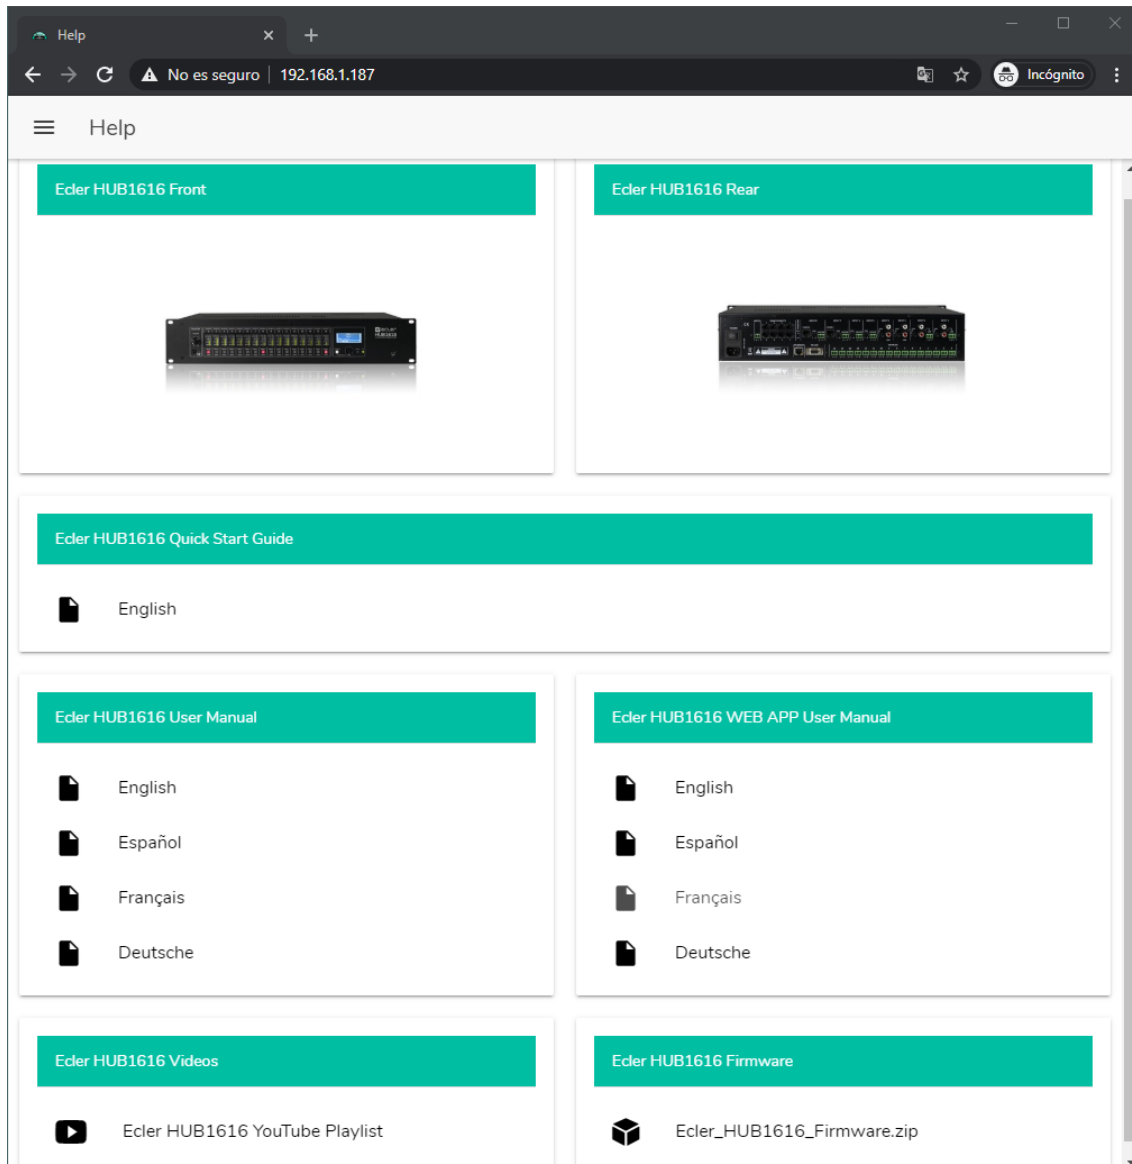 Help
No es seguro
192.168.1.187
Incógnito
Help
Ecler HUB1616 Front
Ecler HUB1616 Rear
Ecler HUB1616 Quick Start Guide
English
Ecler HUB1616 User Manual
English
Español
Français
Deutsche
Ecler HUB1616 WEB APP User Manual
English
Español
Français
Deutsche
Ecler HUB1616 Videos
Ecler HUB1616 YouTube Playlist
Ecler HUB1616 Firmware
Ecler_HUB1616_Firmware.zip